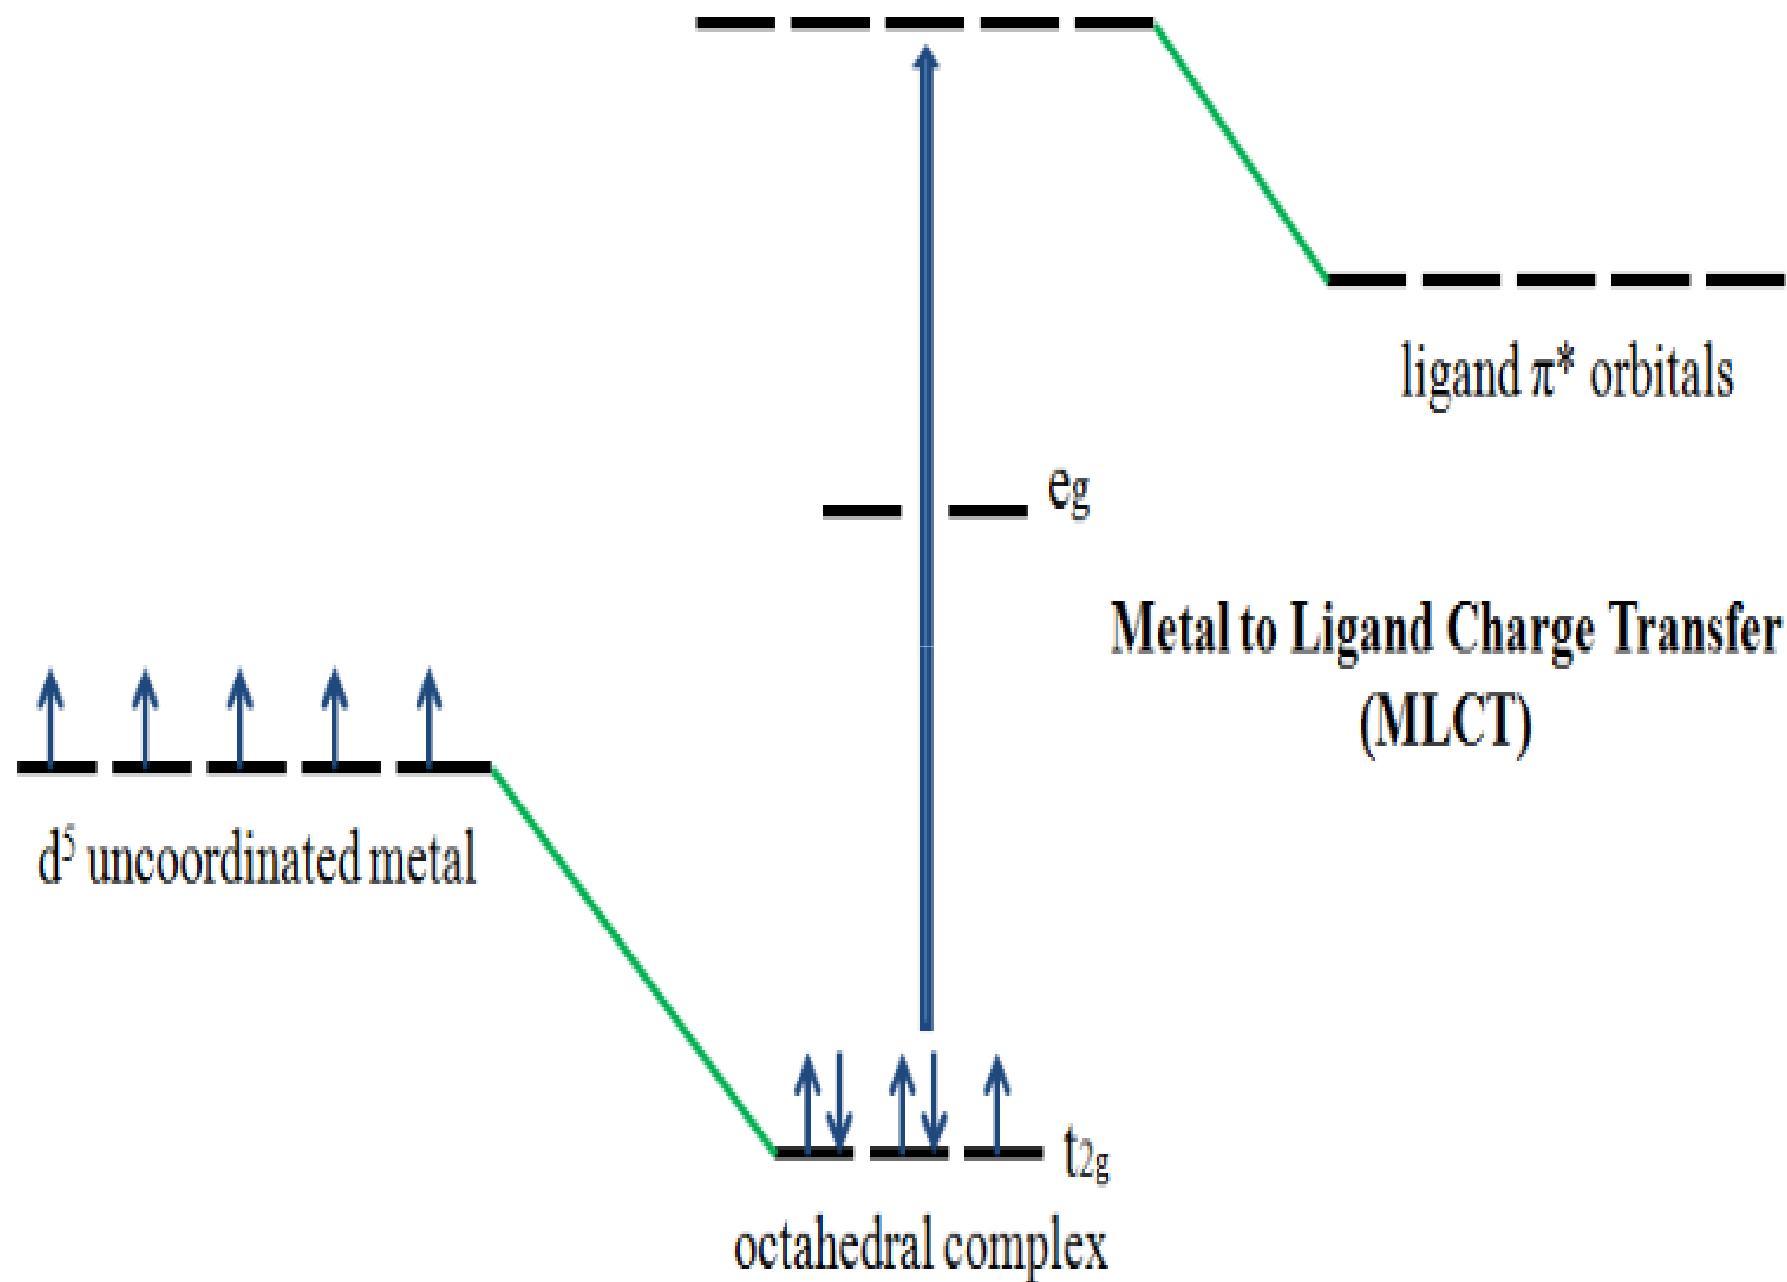 ligand π* orbitals
eg
Metal to Ligand Charge Transfer
(MLCT)
d⁵ uncoordinated metal
t2g
octahedral complex